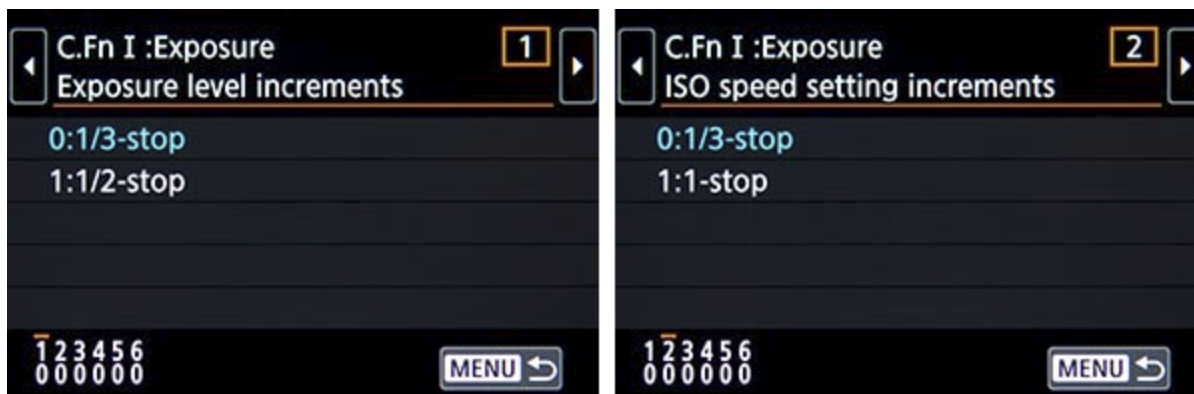 C.Fn I :Exposure 1
Exposure level increments
0:1/3-stop
1:1/2-stop
123456
000000
MENU
C.Fn I :Exposure 2
ISO speed setting increments
0:1/3-stop
1:1-stop
123456
000000
MENU